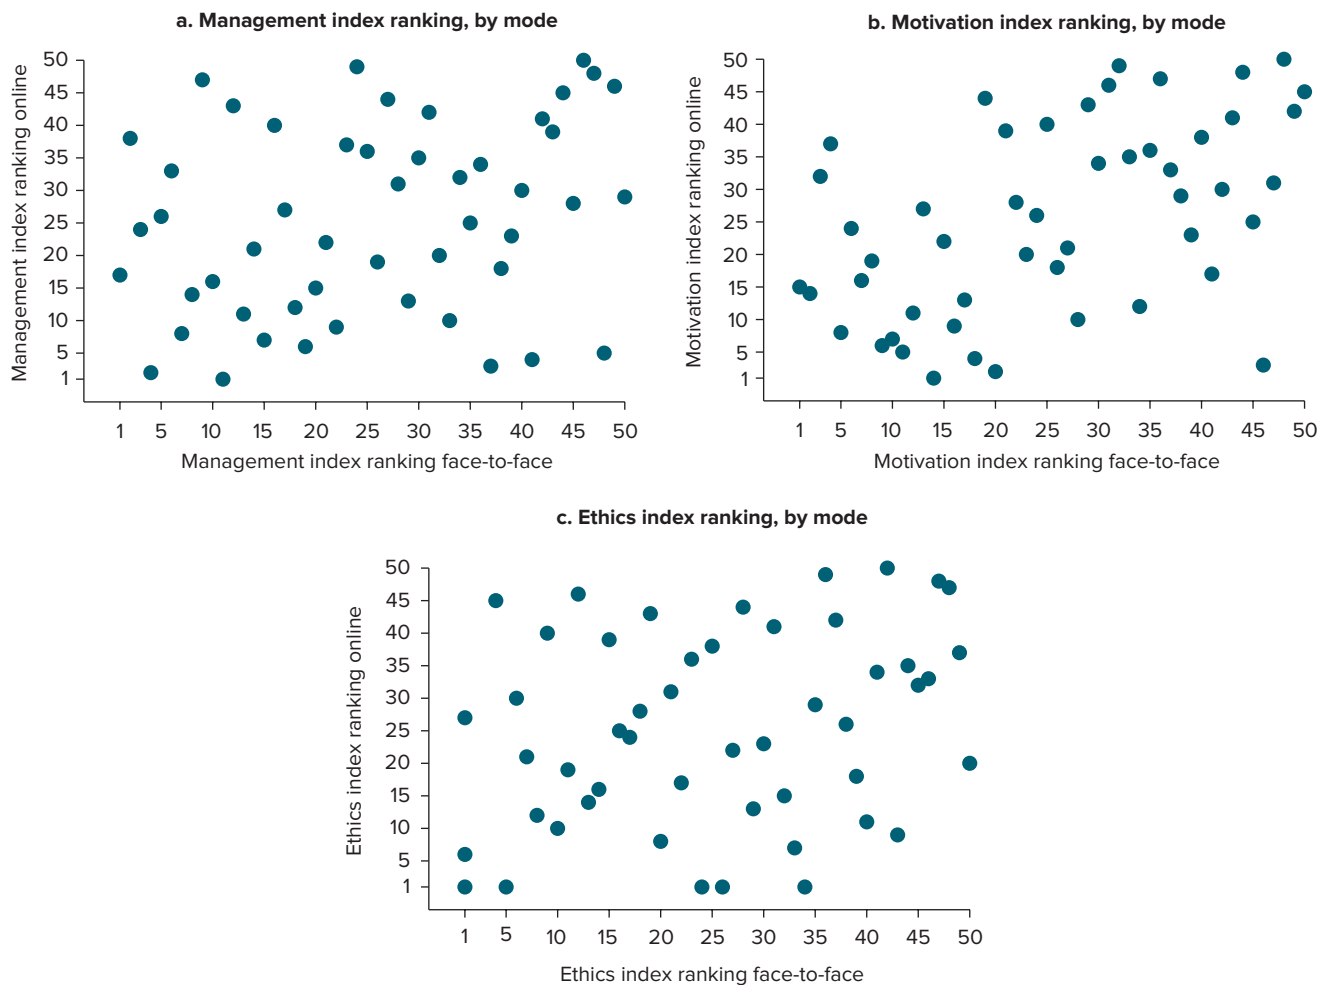 a. Management index ranking, by mode
Management index ranking online
50
45
40
35
30
25
20
15
10
5
1
1 5 10 15 20 25 30 35 40 45 50
Management index ranking face-to-face
b. Motivation index ranking, by mode
Motivation index ranking online
50
45
40
35
30
25
20
15
10
5
1
1 5 10 15 20 25 30 35 40 45 50
Motivation index ranking face-to-face
c. Ethics index ranking, by mode
Ethics index ranking online
50
45
40
35
30
25
20
15
10
5
1
1 5 10 15 20 25 30 35 40 45 50
Ethics index ranking face-to-face